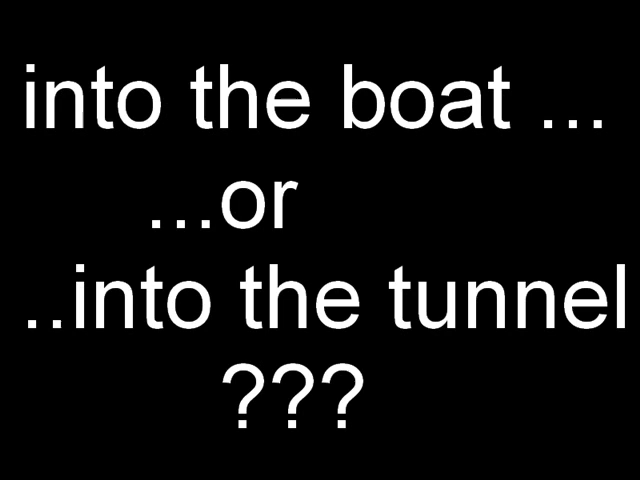 into the boat ...
...or
..into the tunnel
???